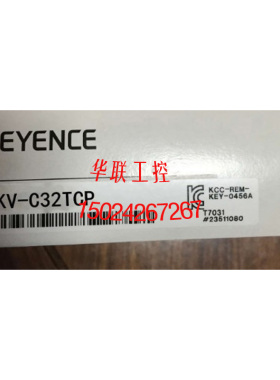 EYENCE
华联工控
KCC-REM-
KEY-0456A
KV-C32TCP
15024267267
T7031
#23511080